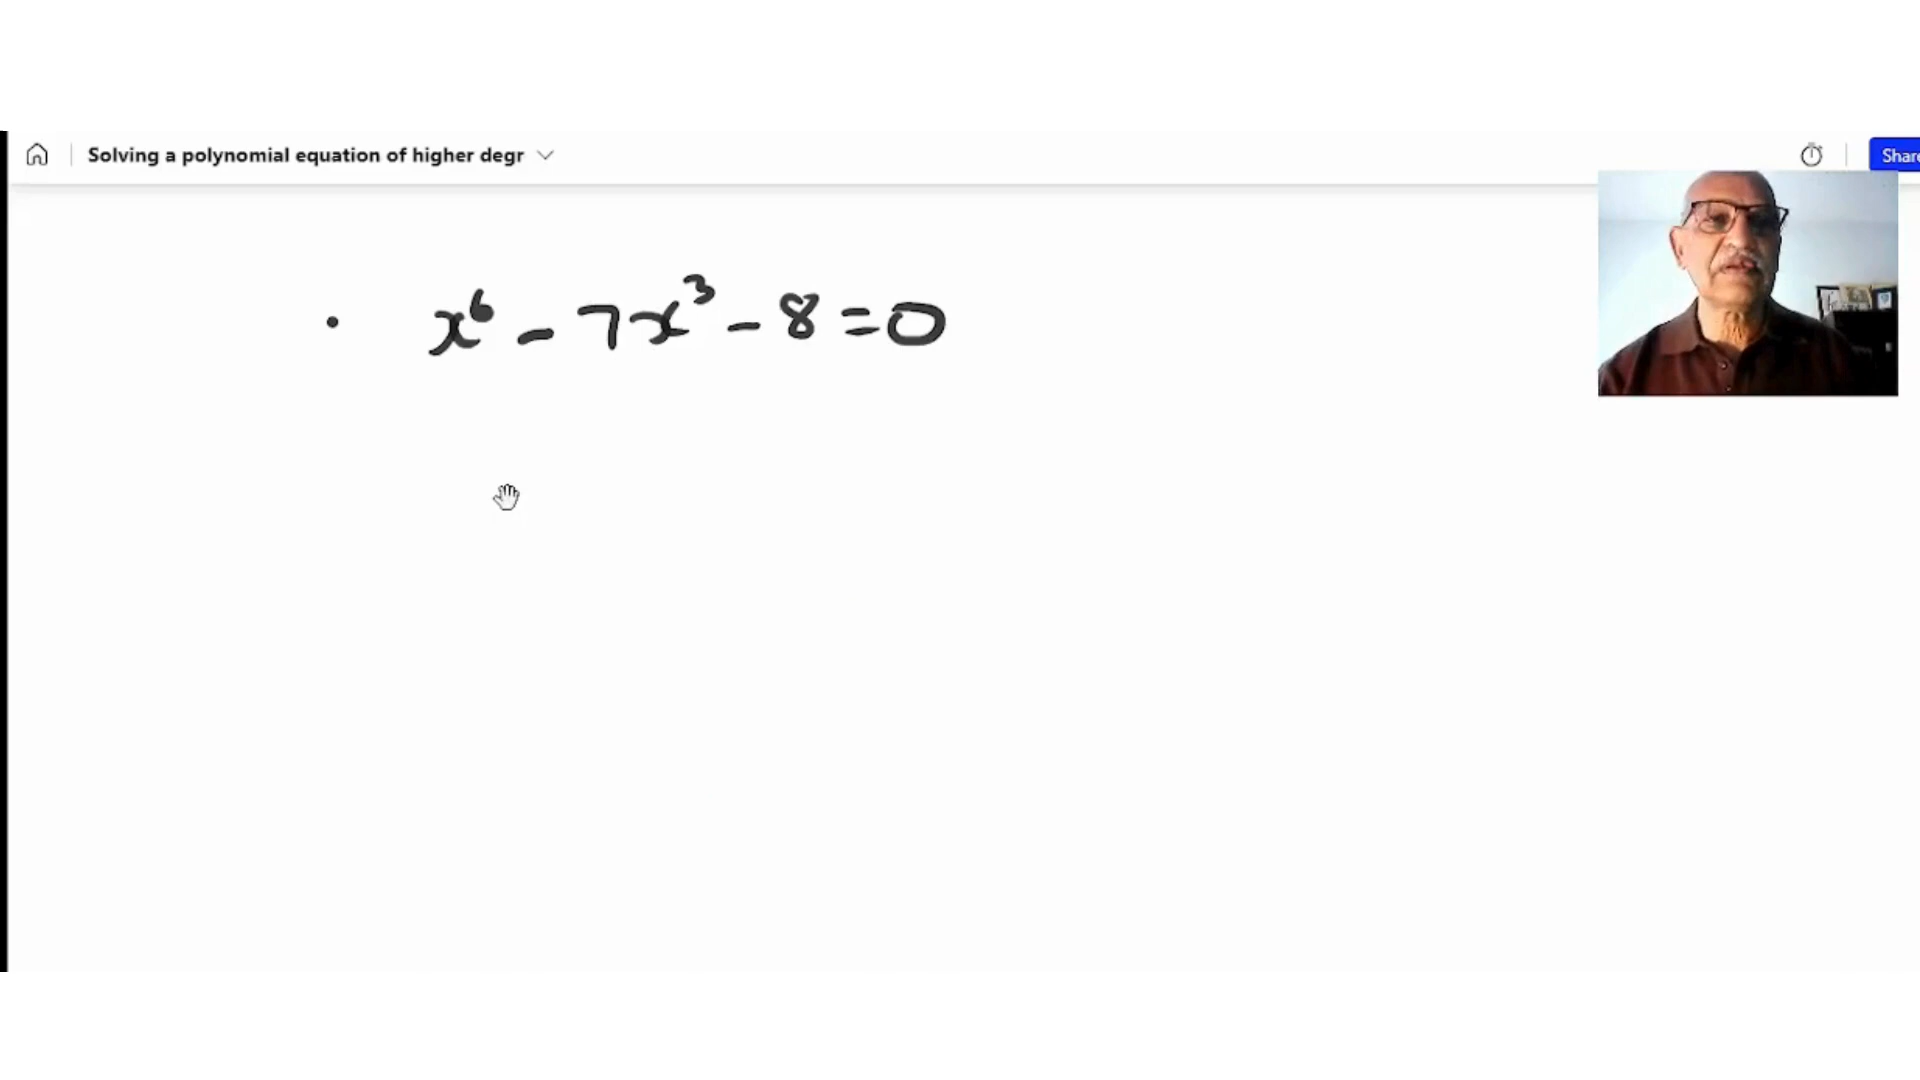 Solving a polynomial equation of higher degr
Share
x⁶ - 7x³ - 8 = 0